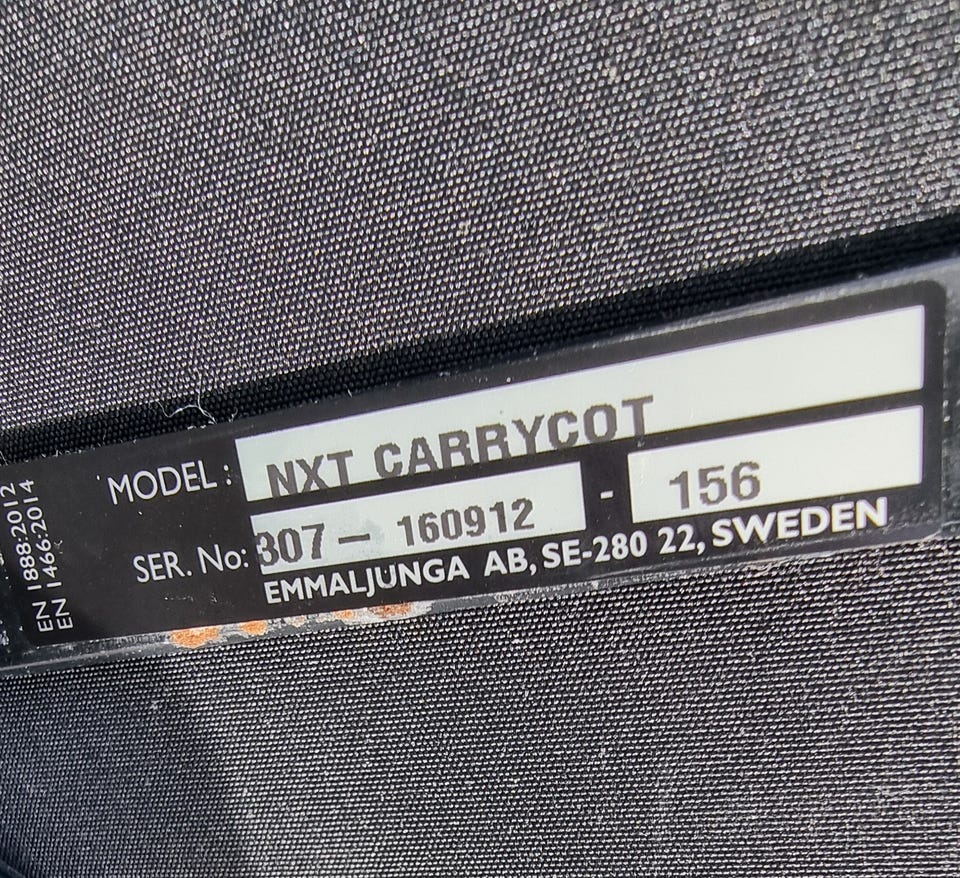 MODEL: NXT CARRYCOT
SER. No: 307- 160912 - 156
EMMALJUNGA AB, SE-280 22, SWEDEN
EN 1888:2012
EN 1466:2014